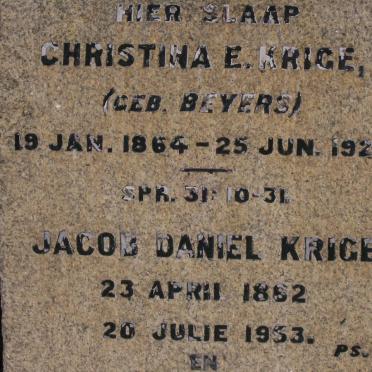 HIER SLAAP
CHRISTINA E. KRIGE,
(GEB. BEYERS)
19 JAN. 1864 - 25 JUN. 192
SPR. 31: 10-31.
JACOB DANIEL KRIGE
23 APRIL 1862
20 JULIE 1953.
PS.
EN